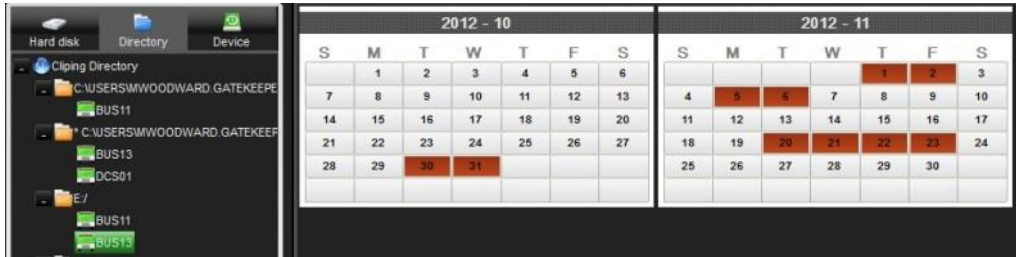 Hard disk Directory Device
Cliping Directory
C:\USERS\MWOODWARD.GATEKEEPE
BUS11
* C:\USERS\MWOODWARD.GATEKEEP
BUS13
DCS01
E:/
BUS11
BUS13
2012 - 10
S M T W T F S
1 2 3 4 5 6
7 8 9 10 11 12 13
14 15 16 17 18 19 20
21 22 23 24 25 26 27
28 29 30 31
2012 - 11
S M T W T F S
1 2 3
4 5 6 7 8 9 10
11 12 13 14 15 16 17
18 19 20 21 22 23 24
25 26 27 28 29 30